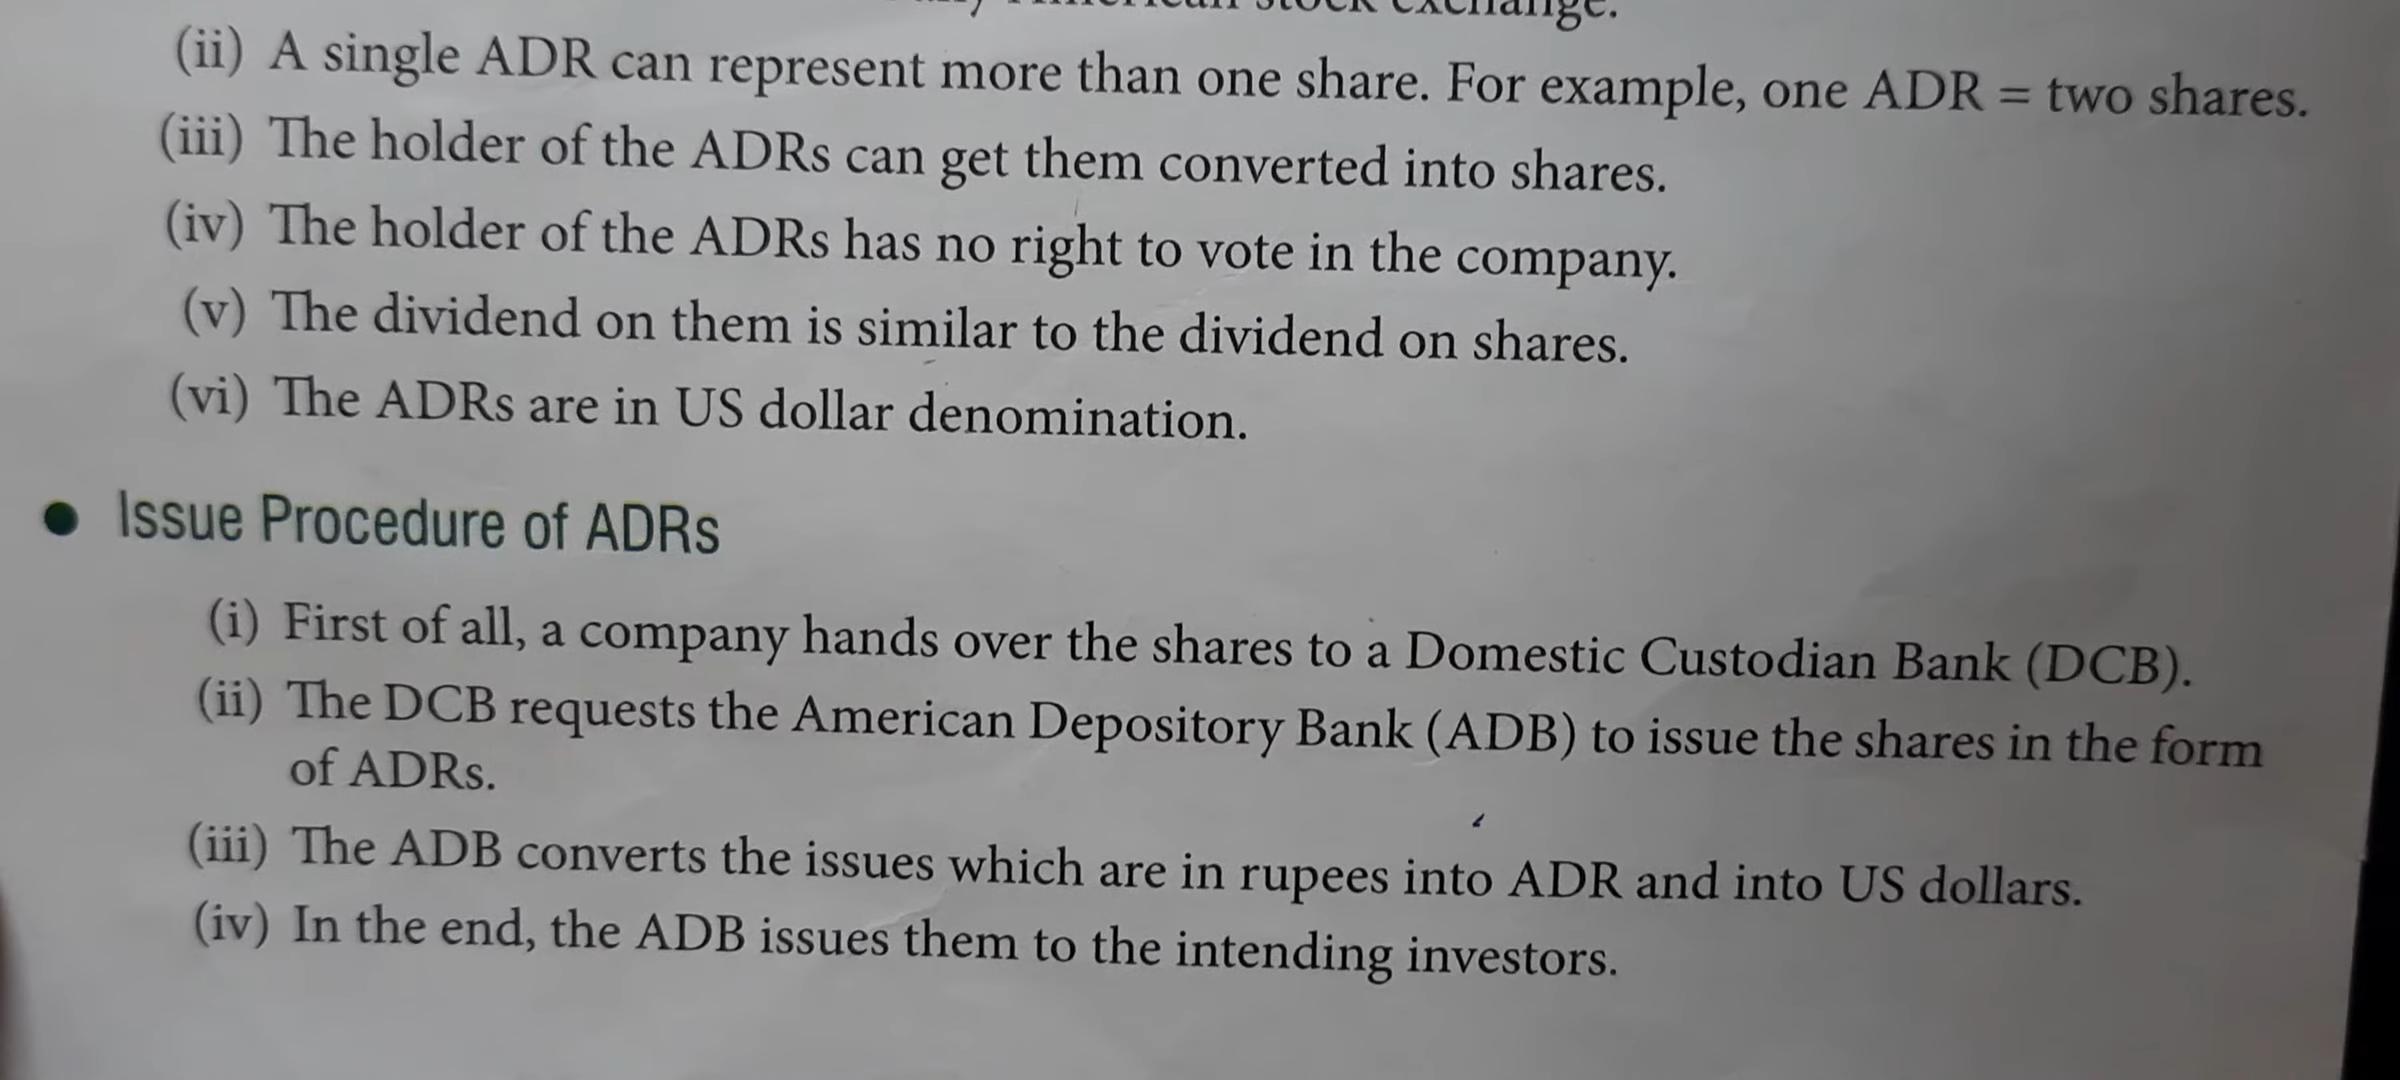 American stock exchange.
(ii) A single ADR can represent more than one share. For example, one ADR = two shares.
(iii) The holder of the ADRs can get them converted into shares.
(iv) The holder of the ADRs has no right to vote in the company.
(v) The dividend on them is similar to the dividend on shares.
(vi) The ADRs are in US dollar denomination.
● Issue Procedure of ADRs
(i) First of all, a company hands over the shares to a Domestic Custodian Bank (DCB).
(ii) The DCB requests the American Depository Bank (ADB) to issue the shares in the form
of ADRs.
(iii) The ADB converts the issues which are in rupees into ADR and into US dollars.
(iv) In the end, the ADB issues them to the intending investors.